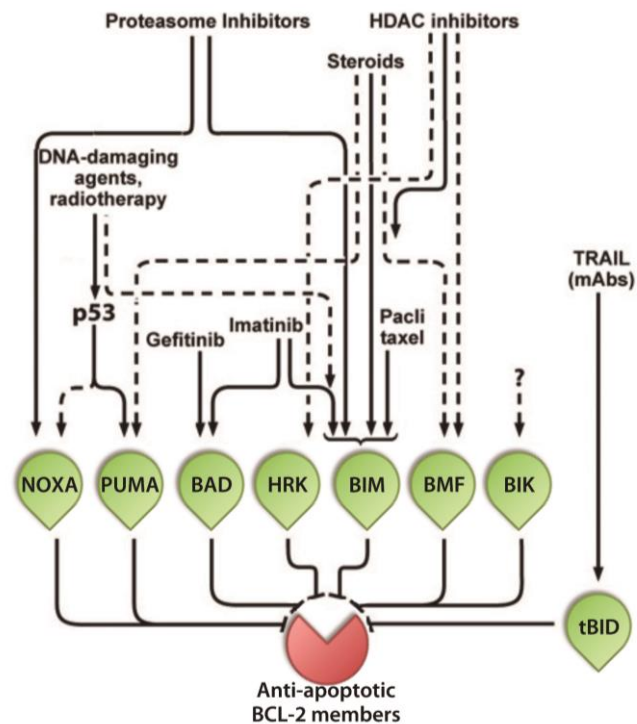 Proteasome Inhibitors
HDAC inhibitors
Steroids
DNA-damaging
agents,
radiotherapy
TRAIL
(mAbs)
p53
Gefitinib
Imatinib
Pacli
taxel
?
NOXA
PUMA
BAD
HRK
BIM
BMF
BIK
tBID
Anti-apoptotic
BCL-2 members